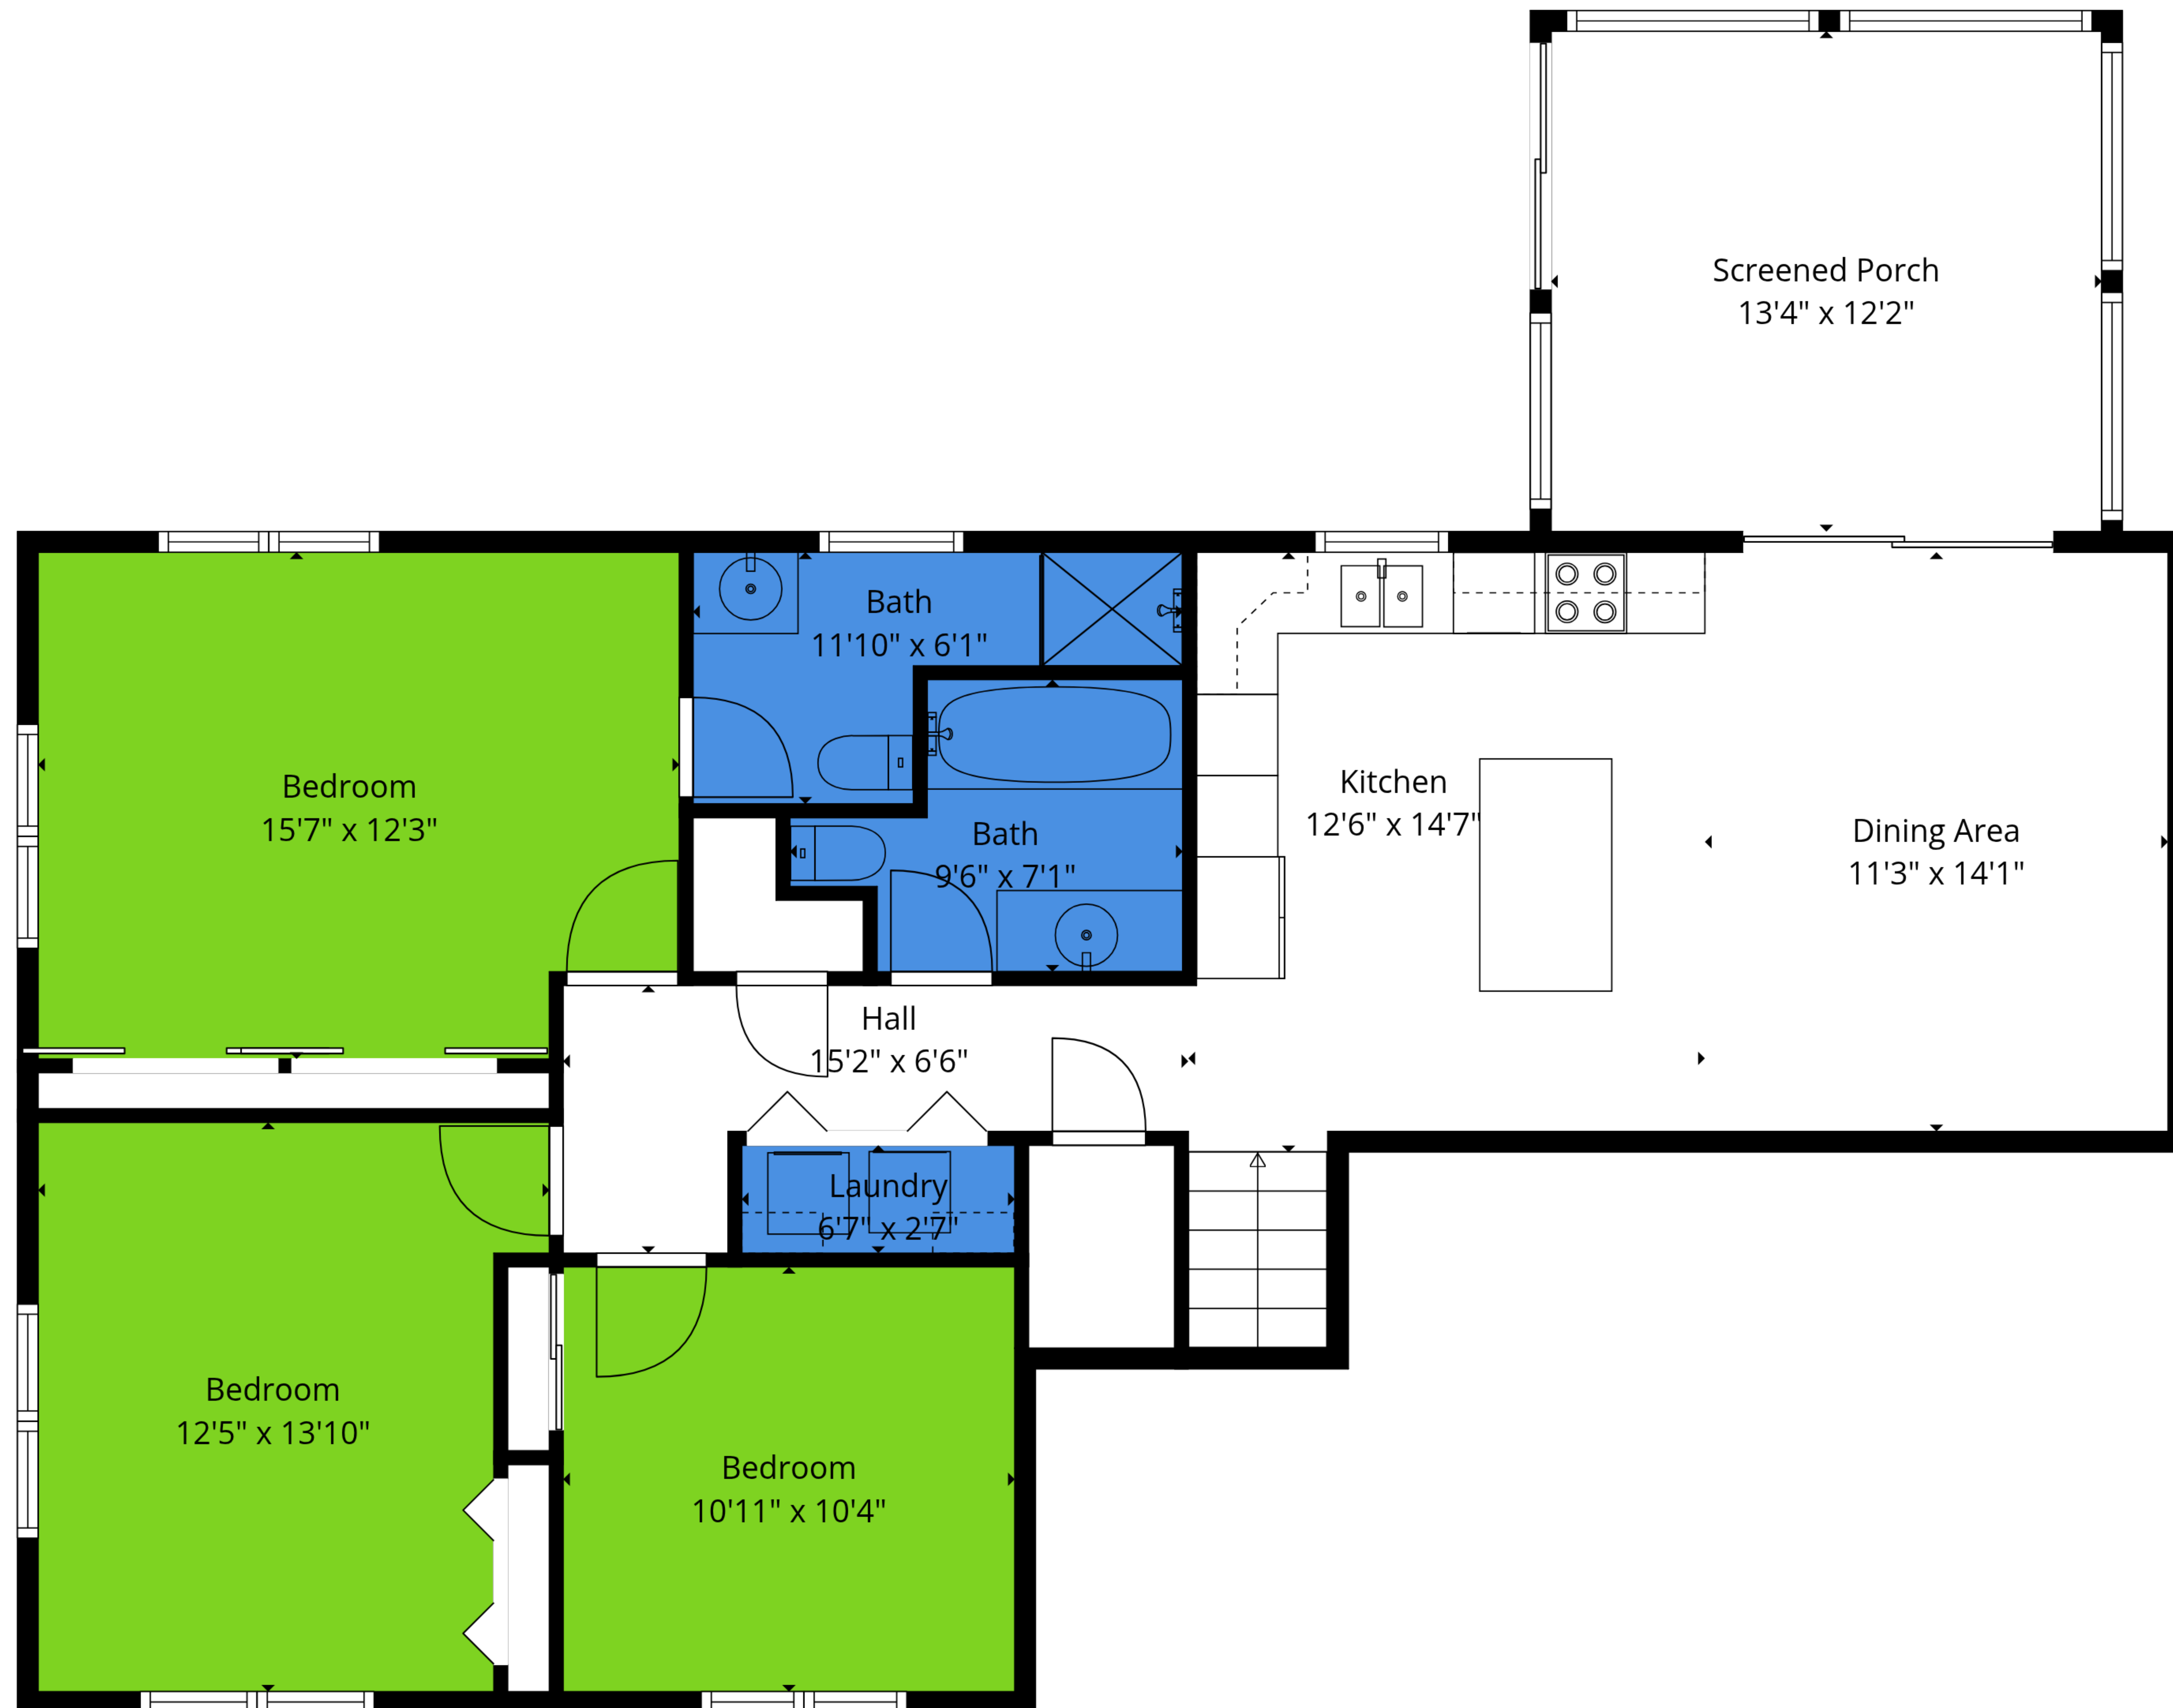 Screened Porch
13'4" x 12'2"
Bath
11'10" x 6'1"
Bedroom
15'7" x 12'3"
Kitchen
12'6" x 14'7"
Bath
9'6" x 7'1"
Dining Area
11'3" x 14'1"
Hall
15'2" x 6'6"
Laundry
6'7" x 2'7"
Bedroom
12'5" x 13'10"
Bedroom
10'11" x 10'4"